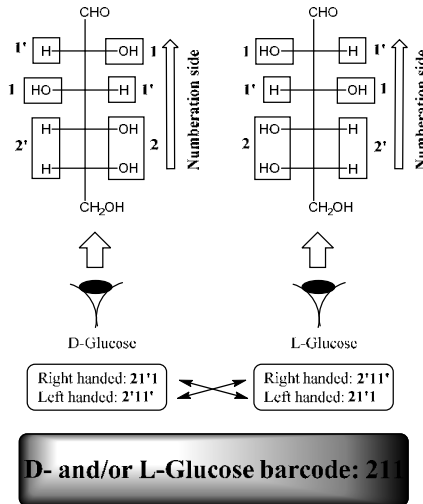 CHO CHO
1' H OH 1 1 HO H 1'
1 HO H 1' 1' H OH 1
H OH HO H
2' 2 2 2'
H OH HO H
CH2OH CH2OH
Numberation side Numberation side
D-Glucose L-Glucose
Right handed: 21'1 Right handed: 2'11'
Left handed: 2'11' Left handed: 21'1
D- and/or L-Glucose barcode: 211